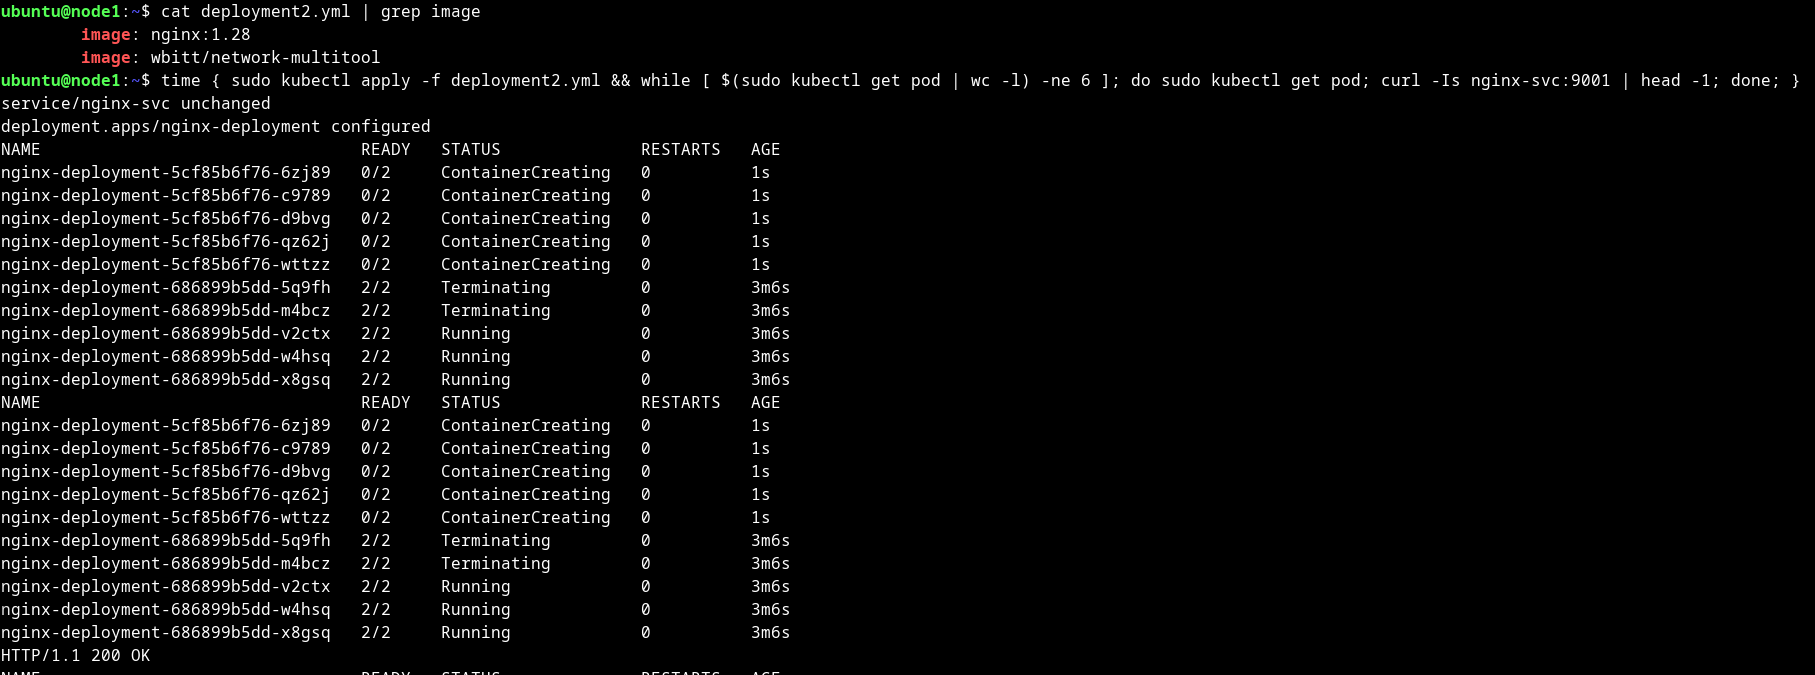 ubuntu@node1:~$ cat deployment2.yml | grep image
        image: nginx:1.28
        image: wbitt/network-multitool
ubuntu@node1:~$ time { sudo kubectl apply -f deployment2.yml && while [ $(sudo kubectl get pod | wc -l) -ne 6 ]; do sudo kubectl get pod; curl -Is nginx-svc:9001 | head -1; done; }
service/nginx-svc unchanged
deployment.apps/nginx-deployment configured
NAME                                READY   STATUS              RESTARTS   AGE
nginx-deployment-5cf85b6f76-6zj89   0/2     ContainerCreating   0          1s
nginx-deployment-5cf85b6f76-c9789   0/2     ContainerCreating   0          1s
nginx-deployment-5cf85b6f76-d9bvg   0/2     ContainerCreating   0          1s
nginx-deployment-5cf85b6f76-qz62j   0/2     ContainerCreating   0          1s
nginx-deployment-5cf85b6f76-wttzz   0/2     ContainerCreating   0          1s
nginx-deployment-686899b5dd-5q9fh   2/2     Terminating         0          3m6s
nginx-deployment-686899b5dd-m4bcz   2/2     Terminating         0          3m6s
nginx-deployment-686899b5dd-v2ctx   2/2     Running             0          3m6s
nginx-deployment-686899b5dd-w4hsq   2/2     Running             0          3m6s
nginx-deployment-686899b5dd-x8gsq   2/2     Running             0          3m6s
NAME                                READY   STATUS              RESTARTS   AGE
nginx-deployment-5cf85b6f76-6zj89   0/2     ContainerCreating   0          1s
nginx-deployment-5cf85b6f76-c9789   0/2     ContainerCreating   0          1s
nginx-deployment-5cf85b6f76-d9bvg   0/2     ContainerCreating   0          1s
nginx-deployment-5cf85b6f76-qz62j   0/2     ContainerCreating   0          1s
nginx-deployment-5cf85b6f76-wttzz   0/2     ContainerCreating   0          1s
nginx-deployment-686899b5dd-5q9fh   2/2     Terminating         0          3m6s
nginx-deployment-686899b5dd-m4bcz   2/2     Terminating         0          3m6s
nginx-deployment-686899b5dd-v2ctx   2/2     Running             0          3m6s
nginx-deployment-686899b5dd-w4hsq   2/2     Running             0          3m6s
nginx-deployment-686899b5dd-x8gsq   2/2     Running             0          3m6s
HTTP/1.1 200 OK
NAME                                READY   STATUS              RESTARTS   AGE